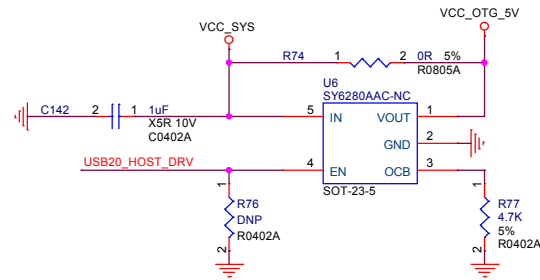 VCC_SYS
VCC_OTG_5V
R74 1 2 0R 5%
R0805A
U6
SY6280AAC-NC
C142 2 1 1uF
X5R 10V
C0402A
5 IN VOUT 1
GND 2
USB20_HOST_DRV 4 EN OCB 3
SOT-23-5
1
R76
DNP
R0402A
2
1
R77
4.7K
5%
R0402A
2